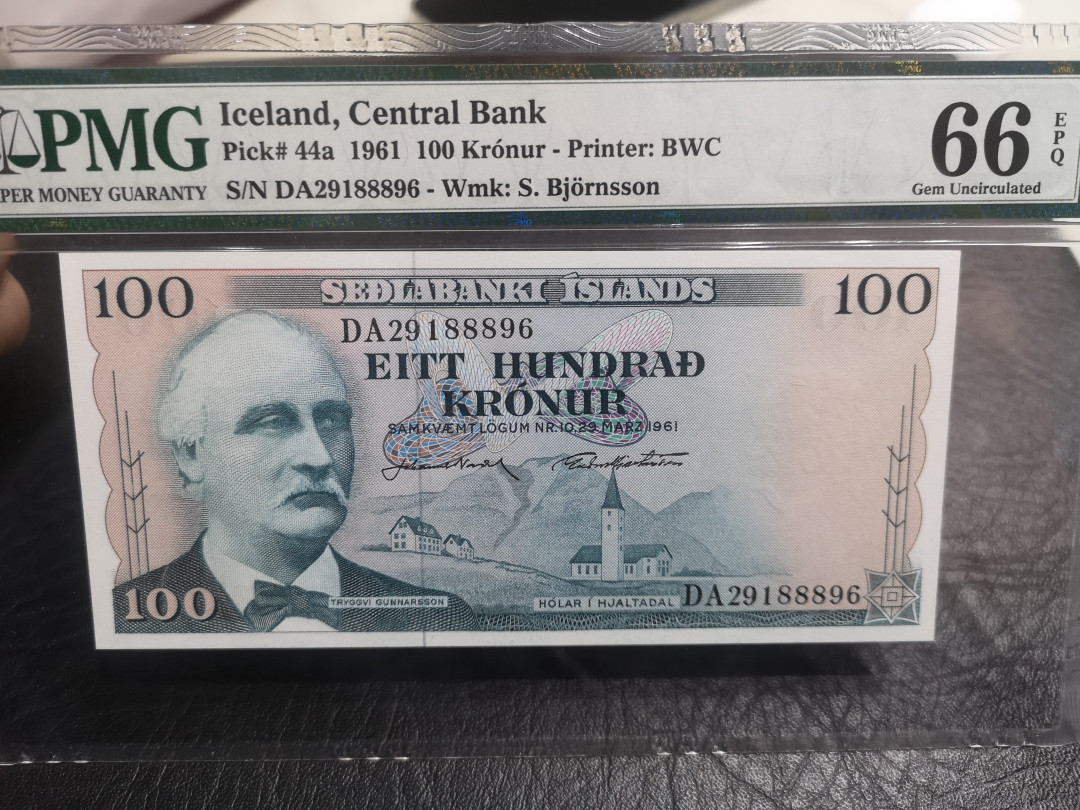 PMG
PER MONEY GUARANTY
Iceland, Central Bank
Pick# 44a 1961 100 Krónur - Printer: BWC
S/N DA29188896 - Wmk: S. Björnsson
66 EPQ
Gem Uncirculated
100 SEÐLABANKI ÍSLANDS 100
DA29188896
EITT HUNDRAÐ
KRÓNUR
SAMKVÆMT LÖGUM NR.10, 29. MARZ 1961
100
TRYGGVI GUNNARSSON
HÓLAR Í HJALTADAL
DA29188896